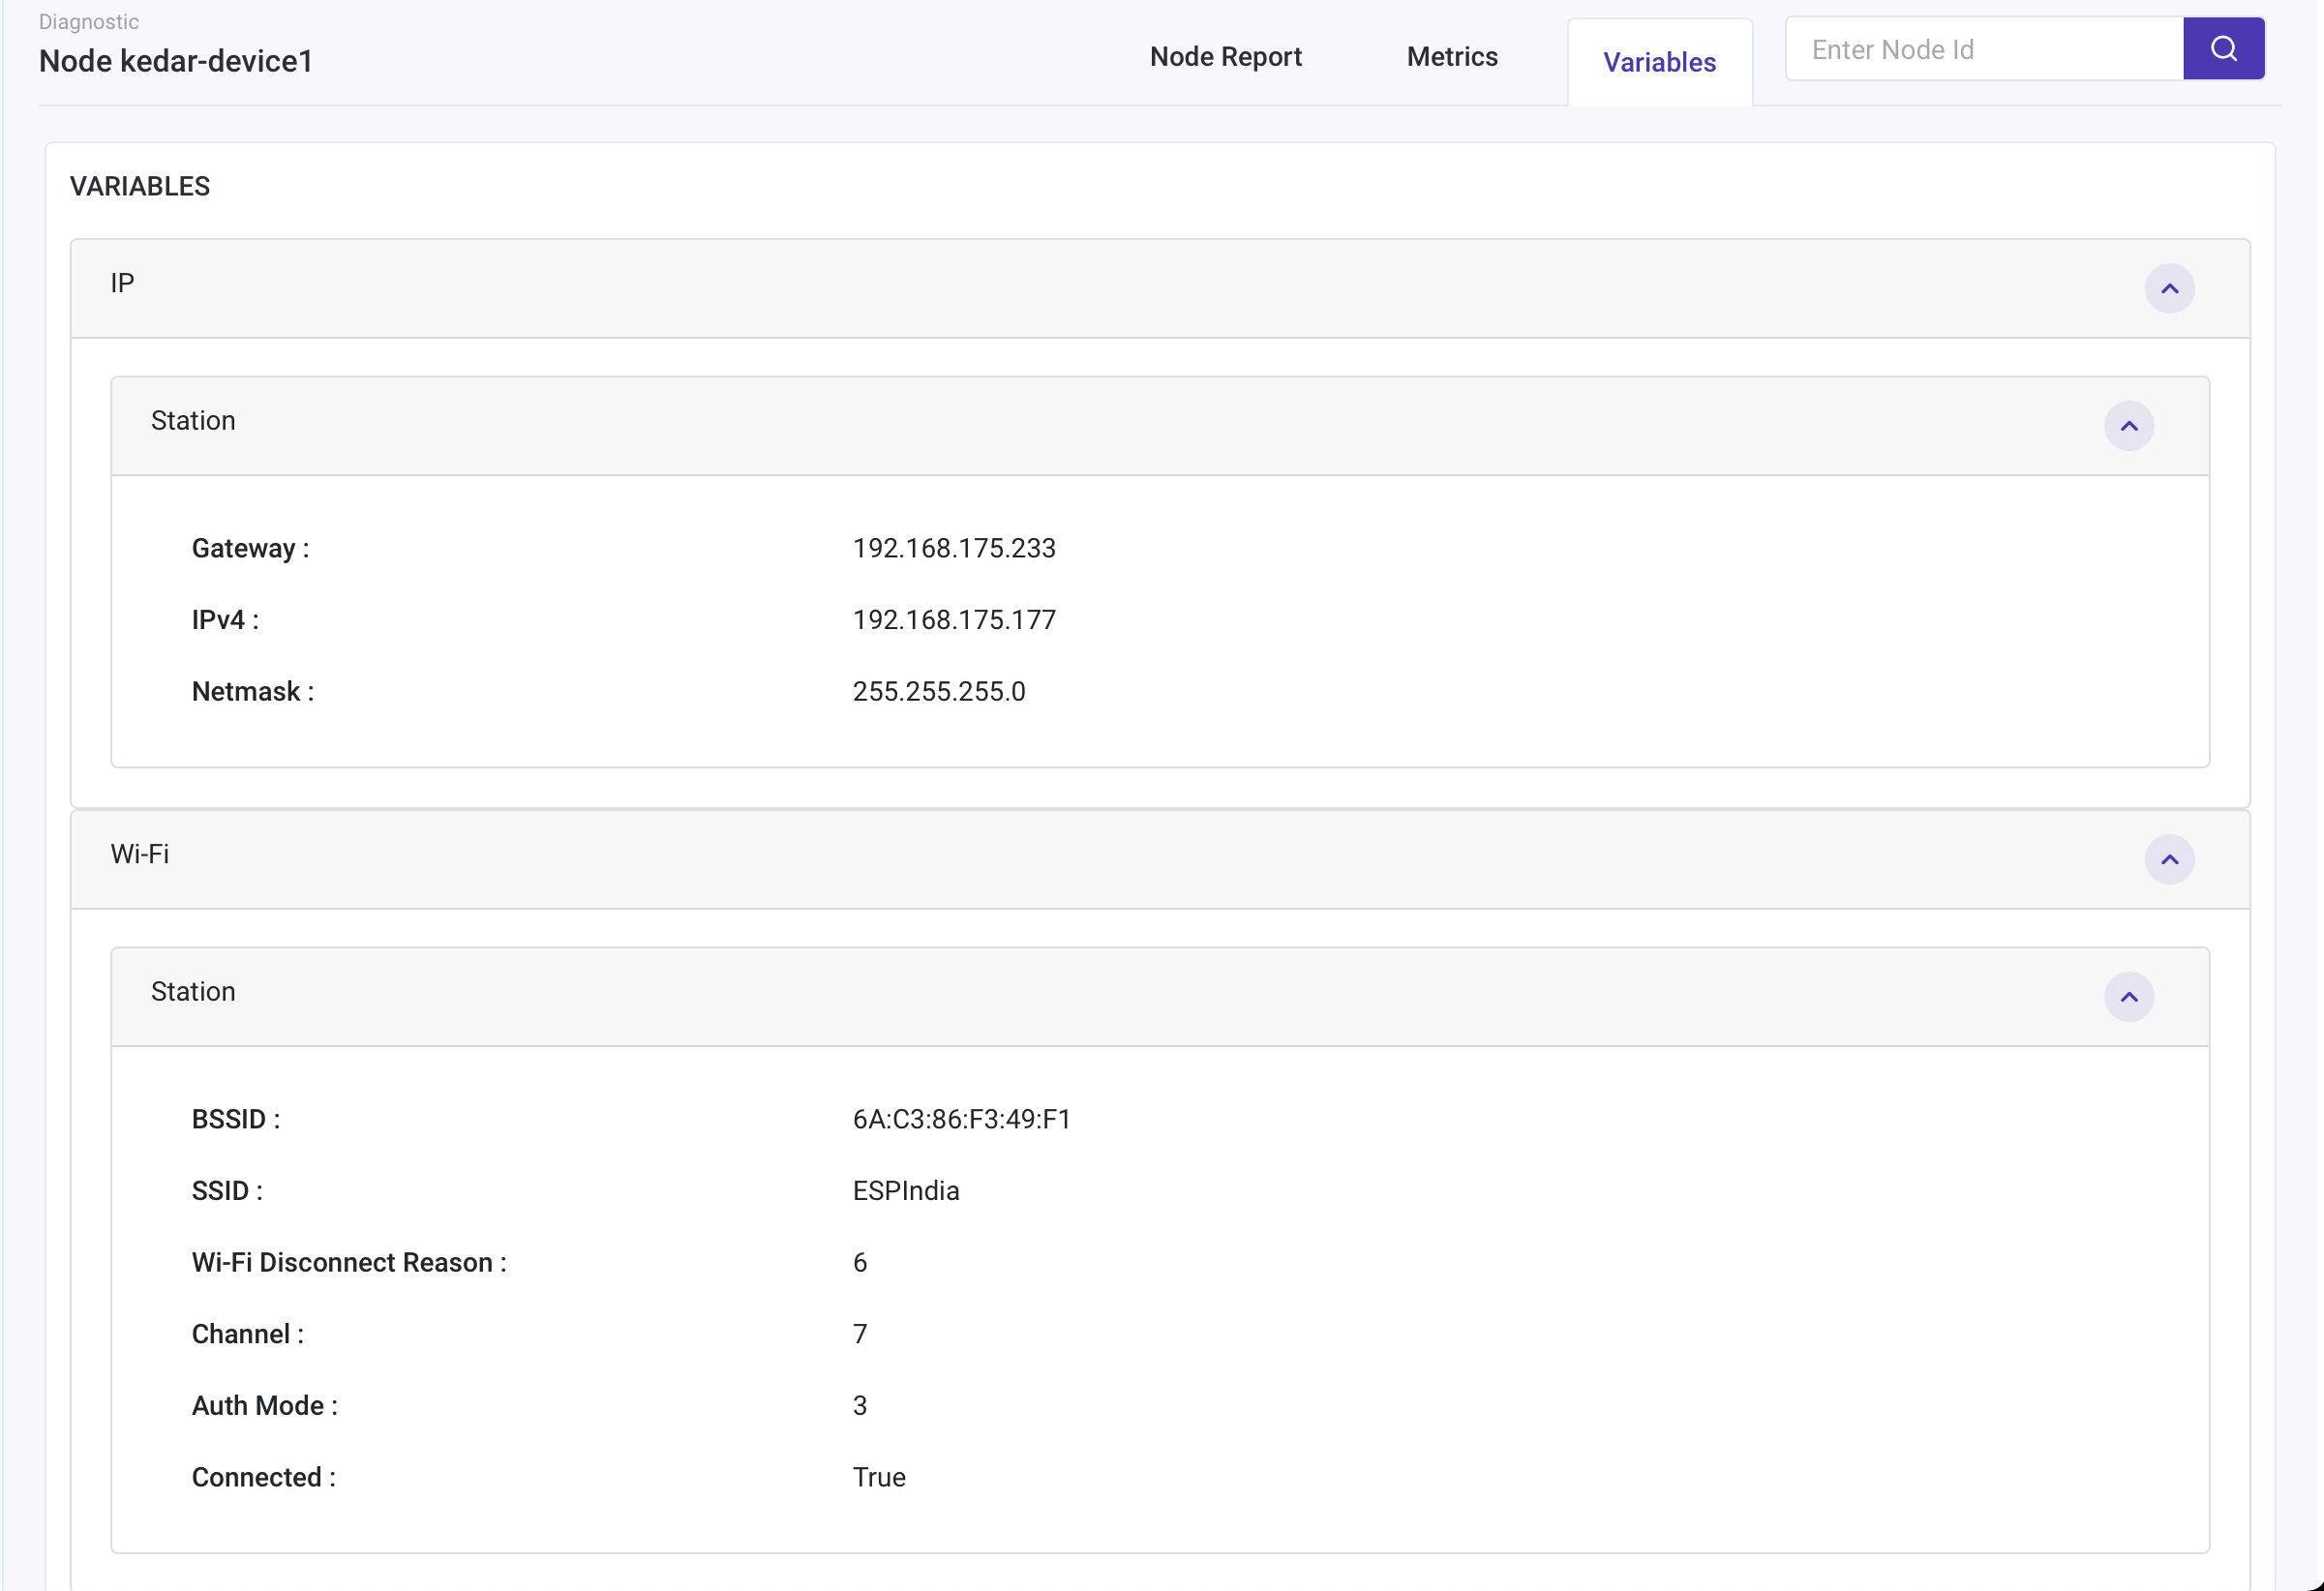 Diagnostic
Node kedar-device1
Node Report
Metrics
Variables
Enter Node Id
VARIABLES
IP
Station
Gateway : 192.168.175.233
IPv4 : 192.168.175.177
Netmask : 255.255.255.0
Wi-Fi
Station
BSSID : 6A:C3:86:F3:49:F1
SSID : ESPIndia
Wi-Fi Disconnect Reason : 6
Channel : 7
Auth Mode : 3
Connected : True